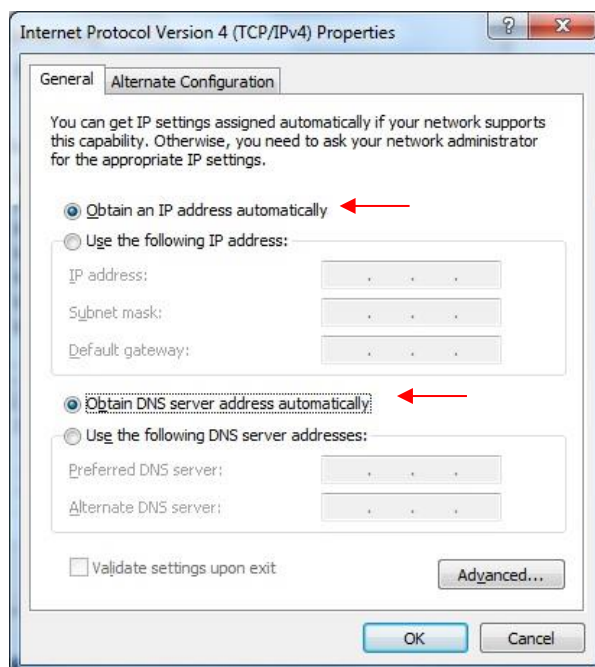 Internet Protocol Version 4 (TCP/IPv4) Properties
General
Alternate Configuration
You can get IP settings assigned automatically if your network supports
this capability. Otherwise, you need to ask your network administrator
for the appropriate IP settings.
Obtain an IP address automatically
Use the following IP address:
IP address:
Subnet mask:
Default gateway:
Obtain DNS server address automatically
Use the following DNS server addresses:
Preferred DNS server:
Alternate DNS server:
Validate settings upon exit
Advanced...
OK
Cancel